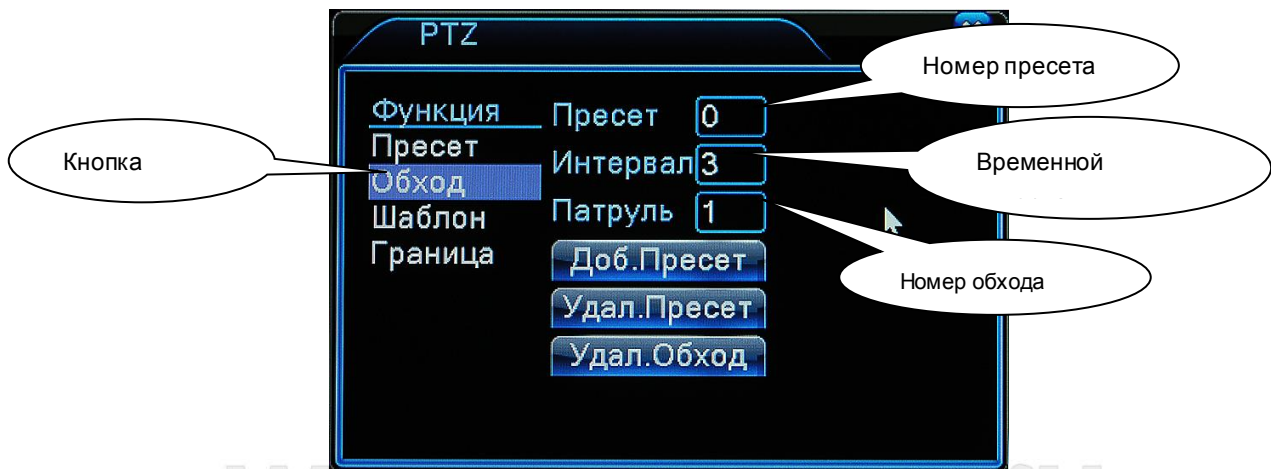 PTZ
Номер пресета
Функция
Пресет 0
Пресет
Кнопка
Интервал 3
Временной
Обход
Патруль 1
Шаблон
Граница
Доб.Пресет
Номер обхода
Удал.Пресет
Удал.Обход